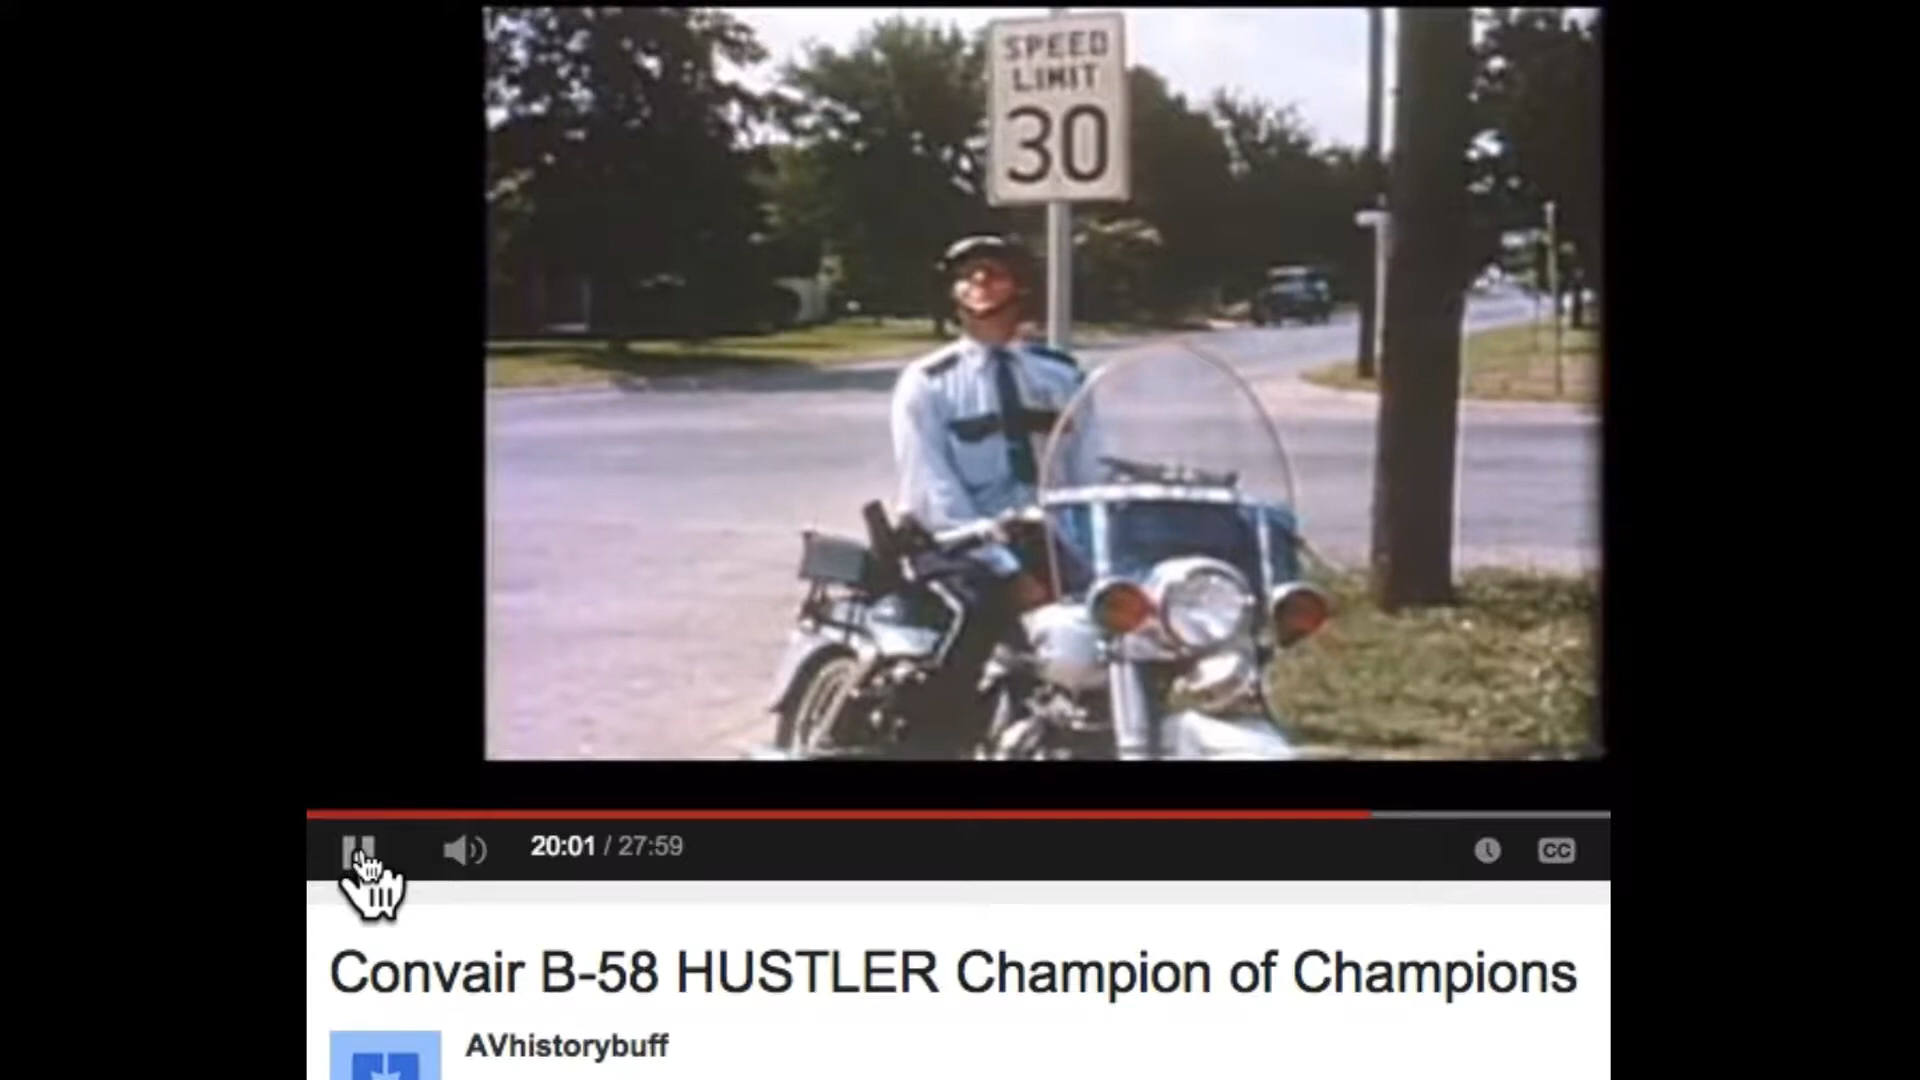 SPEED
LIMIT
30
20:01 / 27:59
CC
Convair B-58 HUSTLER Champion of Champions
AVhistorybuff